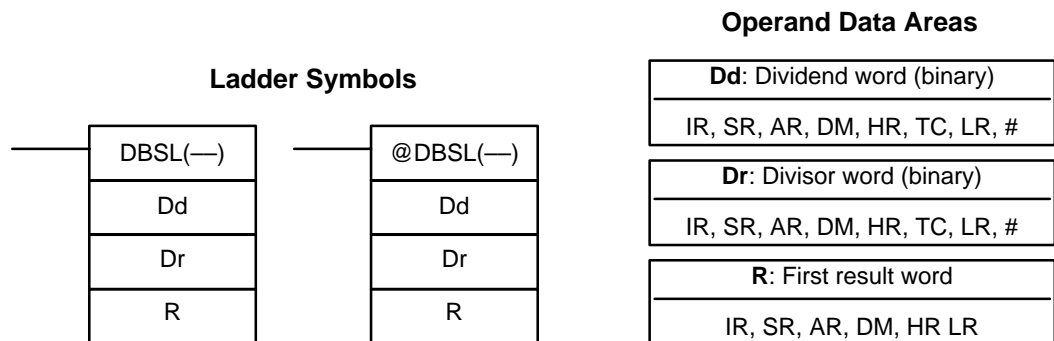 Operand Data Areas
Ladder Symbols
Dd: Dividend word (binary)
IR, SR, AR, DM, HR, TC, LR, #
DBSL(––)
@DBSL(––)
Dr: Divisor word (binary)
Dd
Dd
IR, SR, AR, DM, HR, TC, LR, #
Dr
Dr
R: First result word
R
R
IR, SR, AR, DM, HR LR